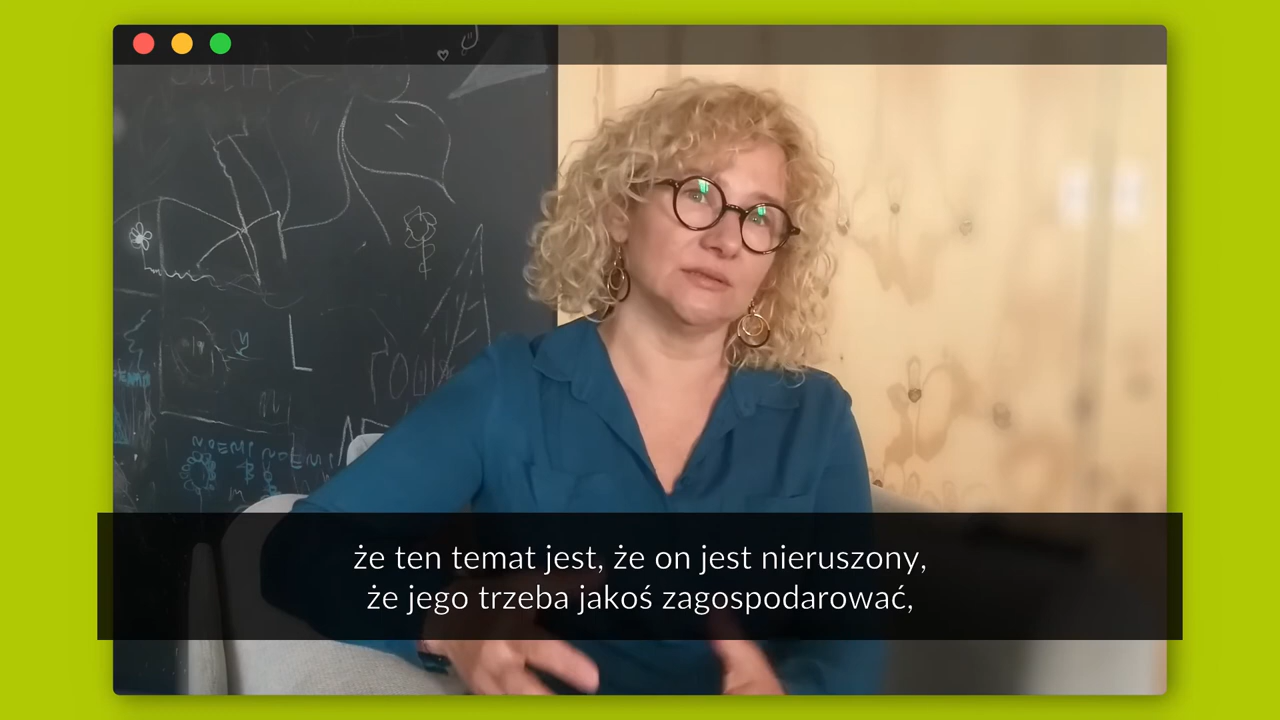 że ten temat jest, że on jest nieruszony,
że jego trzeba jakoś zagospodarować,